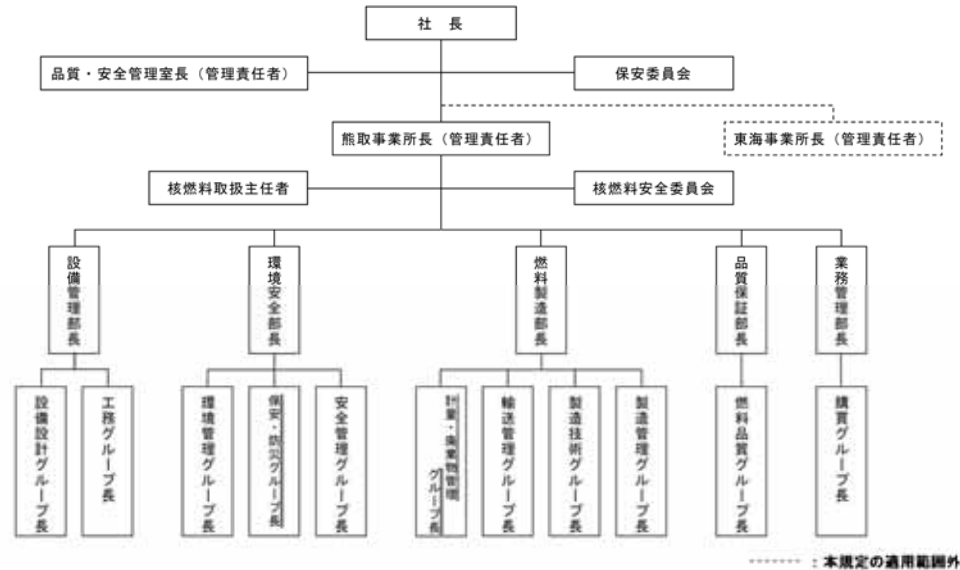 社 長
品質・安全管理室長（管理責任者）
保安委員会
熊取事業所長（管理責任者）
東海事業所長（管理責任者）
核燃料取扱主任者
核燃料安全委員会
設備管理部長
環境安全部長
燃料製造部長
品質保証部長
業務管理部長
設備設計グループ長
工務グループ長
環境管理グループ長
保安・防災グループ長
安全管理グループ長
計量・廃棄物管理
グループ長
輸送管理グループ長
製造技術グループ長
製造管理グループ長
燃料品質グループ長
購買グループ長
：本規定の適用範囲外